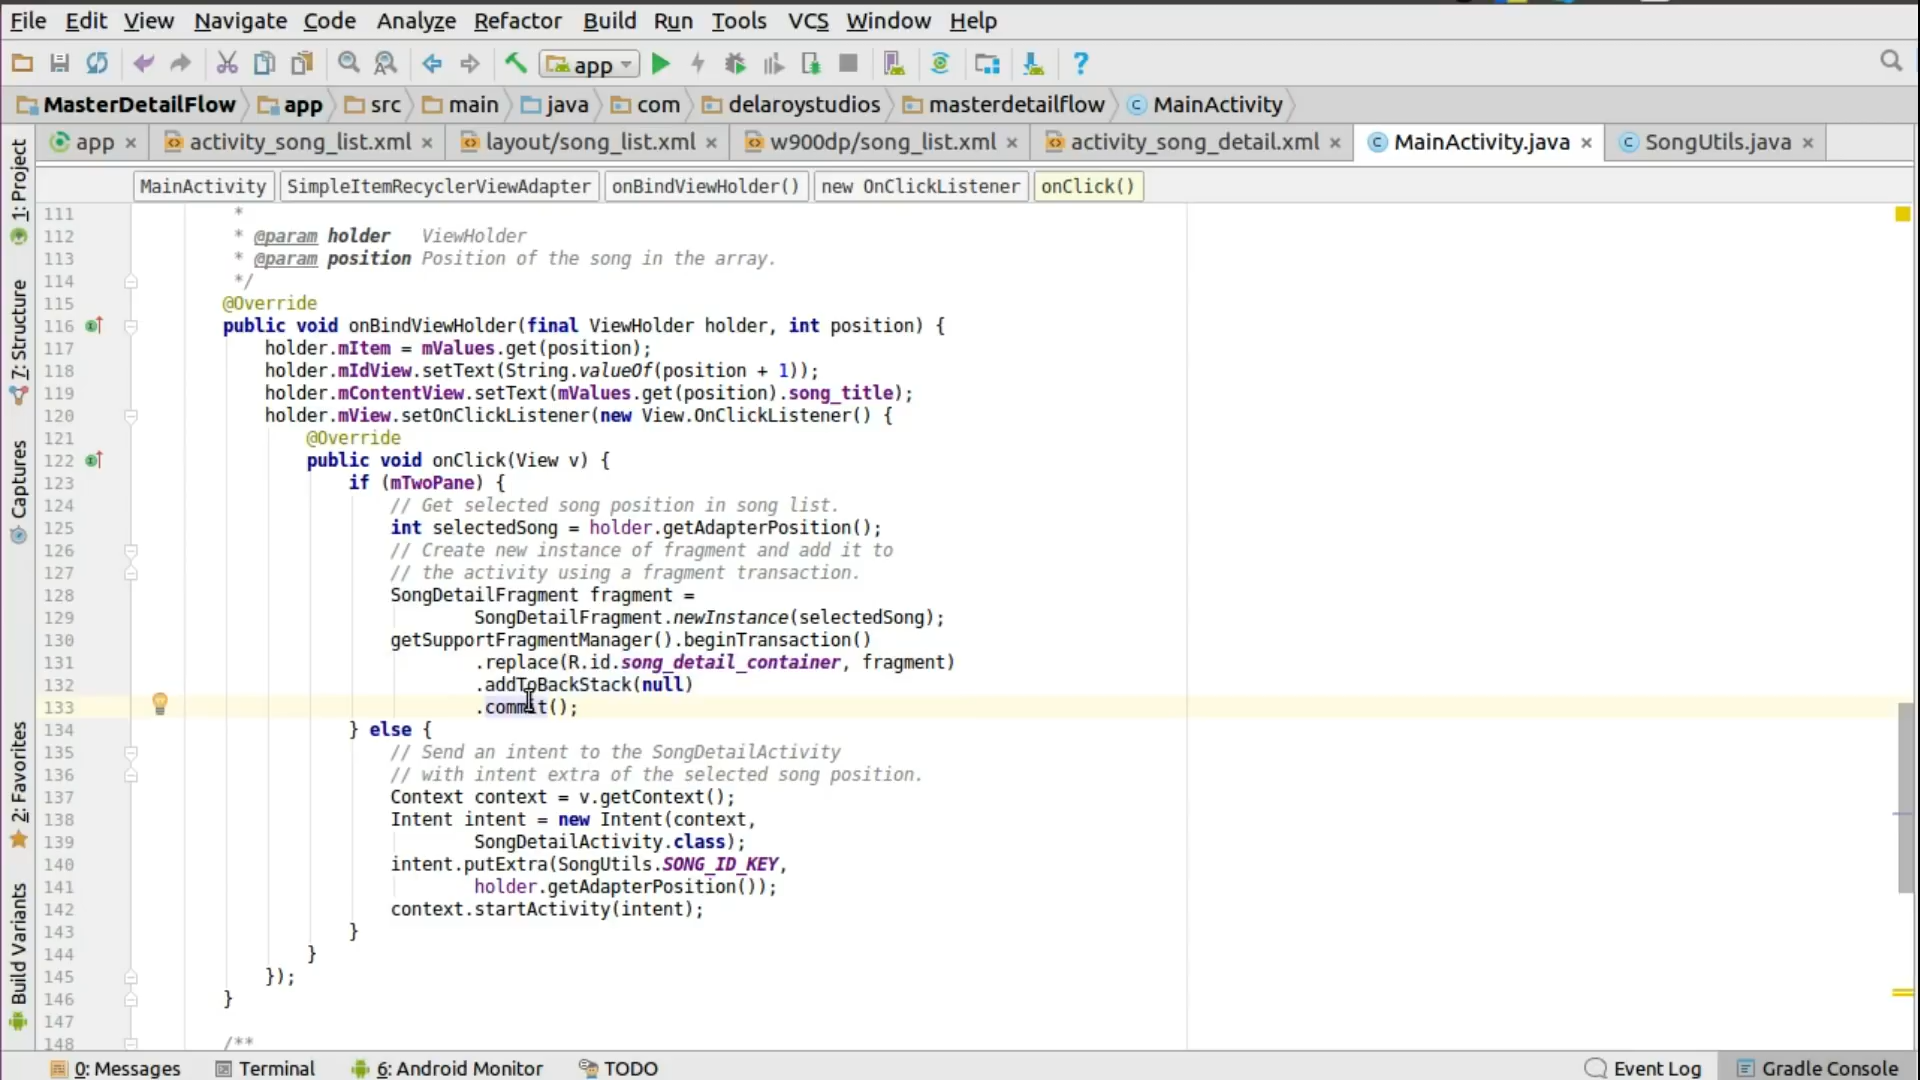 File Edit View Navigate Code Analyze Refactor Build Run Tools VCS Window Help
app
MasterDetailFlow app src main java com delaroystudios masterdetailflow MainActivity
app activity_song_list.xml layout/song_list.xml w900dp/song_list.xml activity_song_detail.xml MainActivity.java SongUtils.java
MainActivity SimpleItemRecyclerViewAdapter onBindViewHolder() new OnClickListener onClick()
1: Project
7: Structure
Captures
2: Favorites
Build Variants
111 *
112 * @param holder ViewHolder
113 * @param position Position of the song in the array.
114 */
115 @Override
116 public void onBindViewHolder(final ViewHolder holder, int position) {
117 holder.mItem = mValues.get(position);
118 holder.mIdView.setText(String.valueOf(position + 1));
119 holder.mContentView.setText(mValues.get(position).song_title);
120 holder.mView.setOnClickListener(new View.OnClickListener() {
121 @Override
122 public void onClick(View v) {
123 if (mTwoPane) {
124 // Get selected song position in song list.
125 int selectedSong = holder.getAdapterPosition();
126 // Create new instance of fragment and add it to
127 // the activity using a fragment transaction.
128 SongDetailFragment fragment =
129 SongDetailFragment.newInstance(selectedSong);
130 getSupportFragmentManager().beginTransaction()
131 .replace(R.id.song_detail_container, fragment)
132 .addToBackStack(null)
133 .commit();
134 } else {
135 // Send an intent to the SongDetailActivity
136 // with intent extra of the selected song position.
137 Context context = v.getContext();
138 Intent intent = new Intent(context,
139 SongDetailActivity.class);
140 intent.putExtra(SongUtils.SONG_ID_KEY,
141 holder.getAdapterPosition());
142 context.startActivity(intent);
143 }
144 }
145 });
146 }
147
148 /**
0: Messages Terminal 6: Android Monitor TODO Event Log Gradle Console